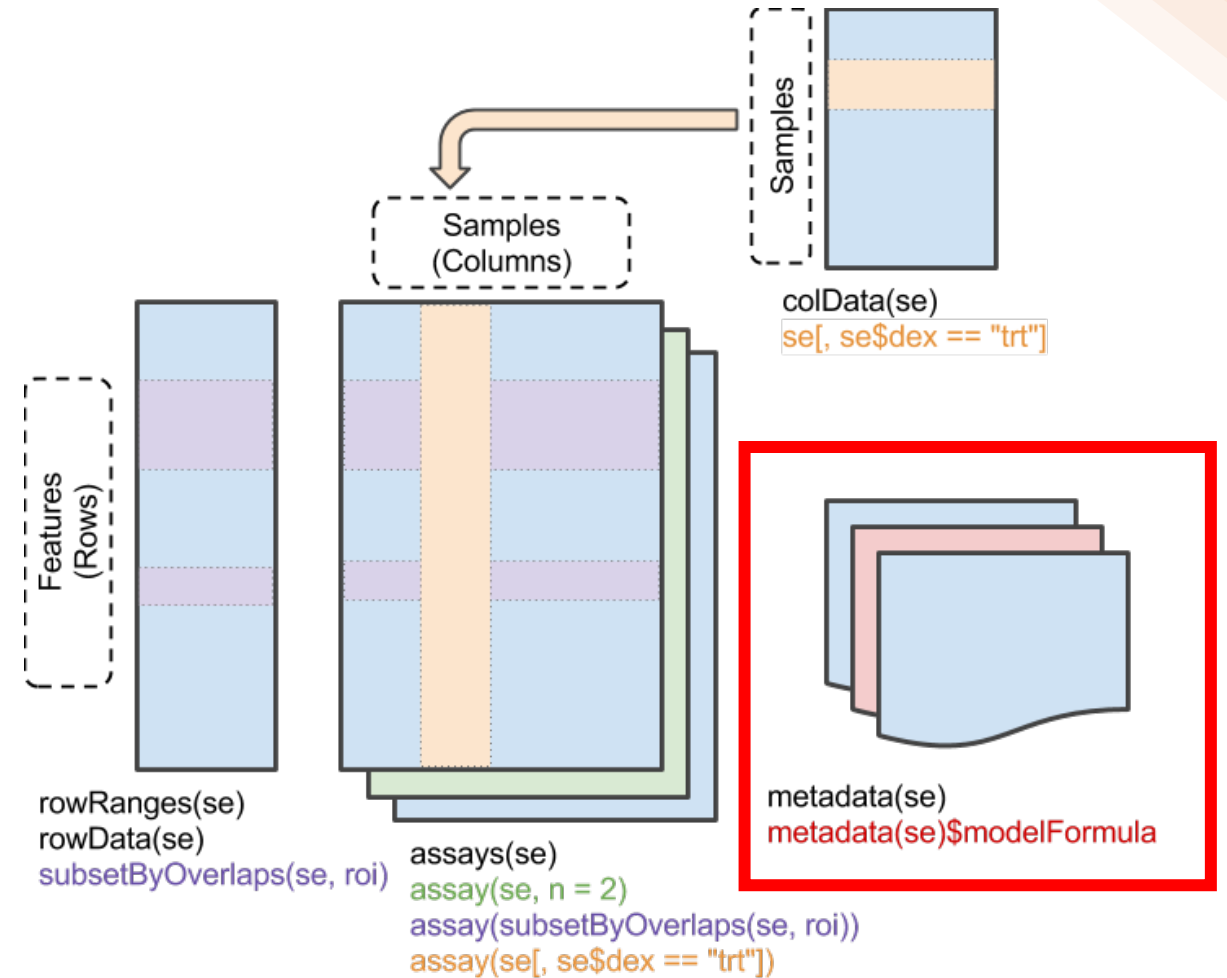 Samples
Samples
(Columns)
colData(se)
se[, se$dex == "trt"]
Features
(Rows)
rowRanges(se)
rowData(se)
subsetByOverlaps(se, roi)
assays(se)
assay(se, n = 2)
assay(subsetByOverlaps(se, roi))
assay(se[, se$dex == "trt"])
metadata(se)
metadata(se)$modelFormula